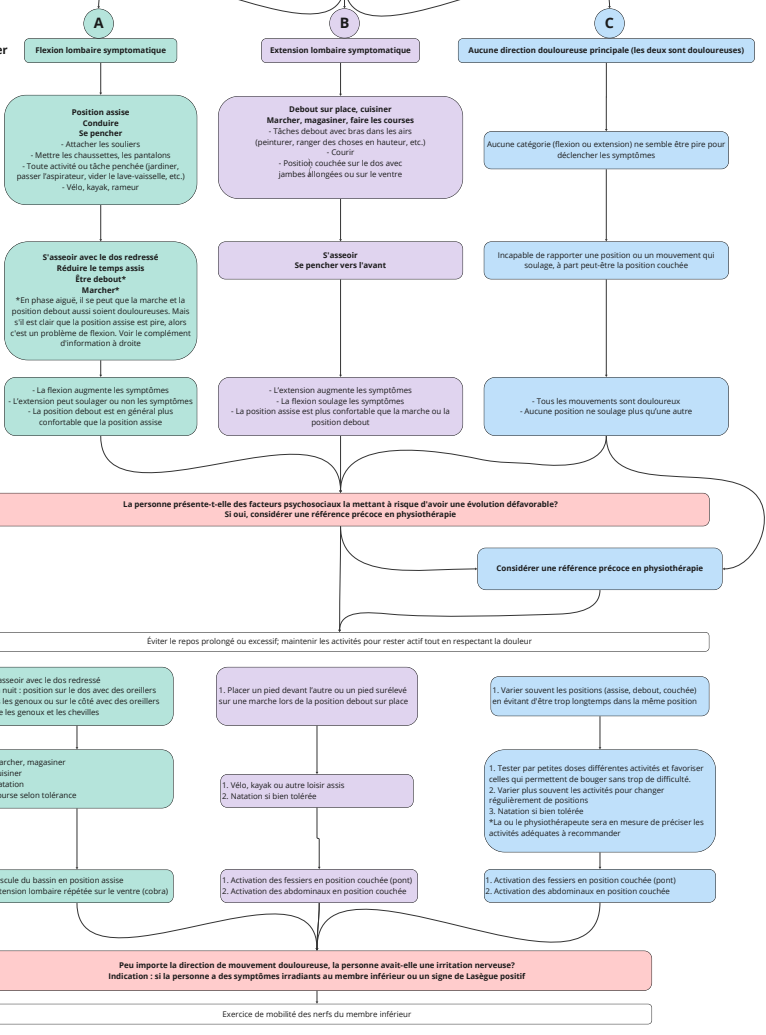 A
B
C
er
Flexion lombaire symptomatique
Extension lombaire symptomatique
Aucune direction douloureuse principale (les deux sont douloureuses)
Position assise
Conduire
Se pencher
- Attacher les souliers
- Mettre les chaussettes, les pantalons
- Toute activité ou tâche penchée (jardiner,
passer l'aspirateur, vider le lave-vaisselle, etc.)
- Vélo, kayak, rameur
Debout sur place, cuisiner
Marcher, magasiner, faire les courses
- Tâches debout avec bras dans les airs
(peinturer, ranger des choses en hauteur, etc.)
- Courir
- Position couchée sur le dos avec
jambes allongées ou sur le ventre
Aucune catégorie (flexion ou extension) ne semble être pire pour
déclencher les symptômes
S'asseoir avec le dos redressé
Réduire le temps assis
Être debout*
Marcher*
*En phase aiguë, il se peut que la marche et la
position debout aussi soient douloureuses. Mais
s'il est clair que la position assise est pire, alors
c'est un problème de flexion. Voir le complément
d'information à droite
S'asseoir
Se pencher vers l'avant
Incapable de rapporter une position ou un mouvement qui
soulage, à part peut-être la position couchée
- La flexion augmente les symptômes
- L'extension peut soulager ou non les symptômes
- La position debout est en général plus
confortable que la position assise
- L'extension augmente les symptômes
- La flexion soulage les symptômes
- La position assise est plus confortable que la marche ou la
position debout
- Tous les mouvements sont douloureux
- Aucune position ne soulage plus qu'une autre
La personne présente-t-elle des facteurs psychosociaux la mettant à risque d'avoir une évolution défavorable?
Si oui, considérer une référence précoce en physiothérapie
Considérer une référence précoce en physiothérapie
Éviter le repos prolongé ou excessif; maintenir les activités pour rester actif tout en respectant la douleur
asseoir avec le dos redressé
nuit : position sur le dos avec des oreillers
les genoux ou sur le côté avec des oreillers
e les genoux et les chevilles
1. Placer un pied devant l'autre ou un pied surélevé
sur une marche lors de la position debout sur place
1. Varier souvent les positions (assise, debout, couchée)
en évitant d'être trop longtemps dans la même position
archer, magasiner
uisiner
atation
ourse selon tolérance
1. Vélo, kayak ou autre loisir assis
2. Natation si bien tolérée
1. Tester par petites doses différentes activités et favoriser
celles qui permettent de bouger sans trop de difficulté.
2. Varier plus souvent les activités pour changer
régulièrement de positions
3. Natation si bien tolérée
*La ou le physiothérapeute sera en mesure de préciser les
activités adéquates à recommander
scule du bassin en position assise
tension lombaire répétée sur le ventre (cobra)
1. Activation des fessiers en position couchée (pont)
2. Activation des abdominaux en position couchée
1. Activation des fessiers en position couchée (pont)
2. Activation des abdominaux en position couchée
Peu importe la direction de mouvement douloureuse, la personne avait-elle une irritation nerveuse?
Indication : si la personne a des symptômes irradiants au membre inférieur ou un signe de Lasègue positif
Exercice de mobilité des nerfs du membre inférieur